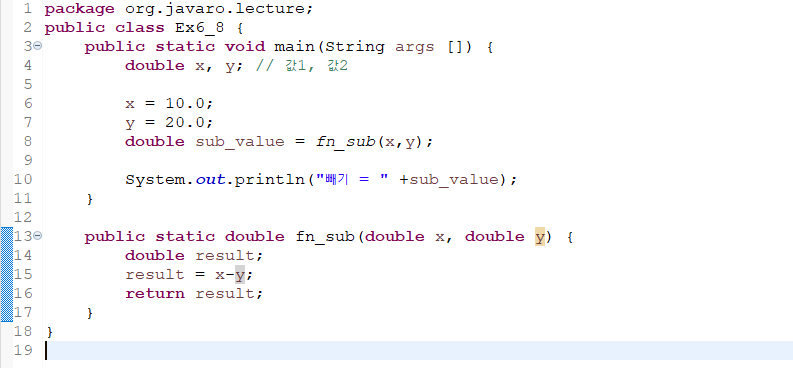 1 package org.javaro.lecture;
2 public class Ex6_8 {
3 public static void main(String args []) {
4 double x, y; // 값1, 값2
5
6 x = 10.0;
7 y = 20.0;
8 double sub_value = fn_sub(x,y);
9
10 System.out.println("빼기 = " +sub_value);
11 }
12
13 public static double fn_sub(double x, double y) {
14 double result;
15 result = x-y;
16 return result;
17 }
18 }
19